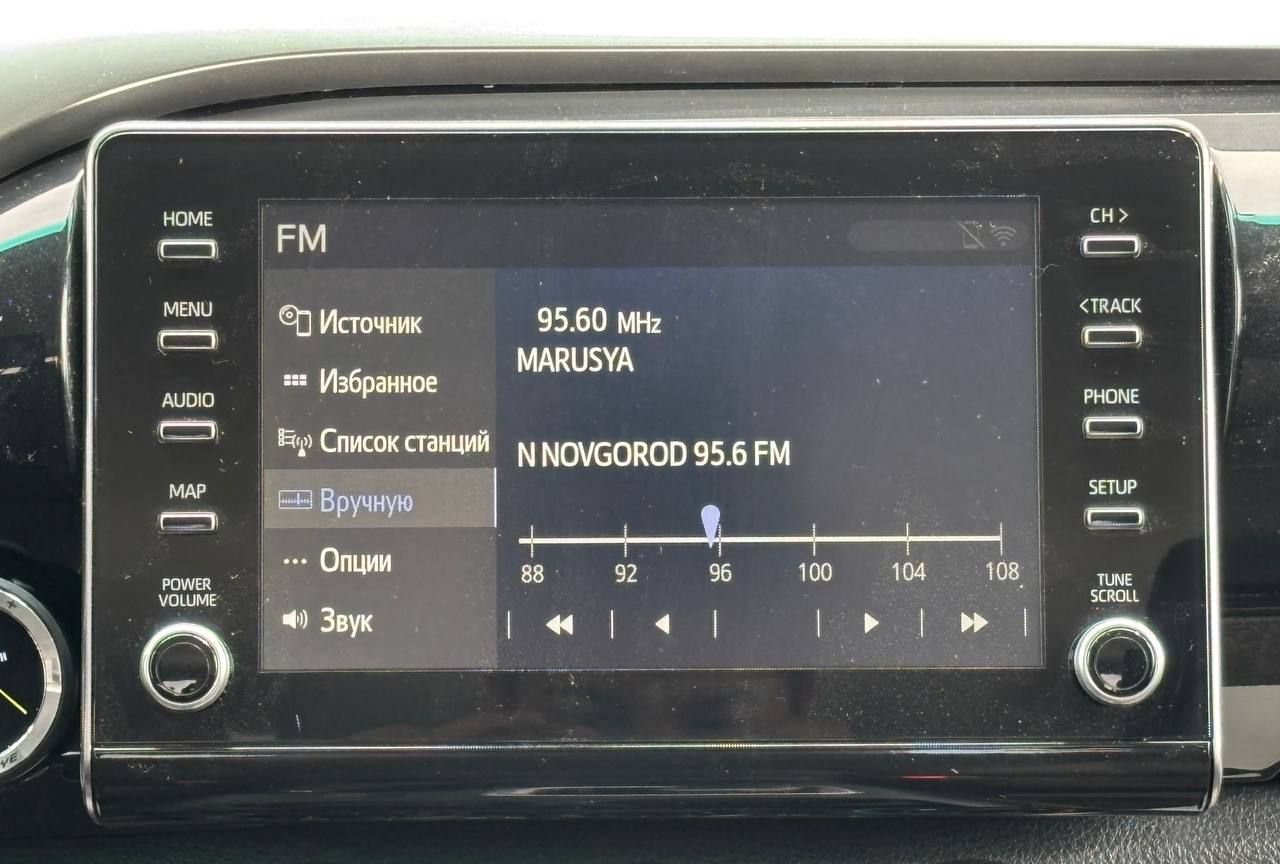 HOME
MENU
AUDIO
MAP
POWER
VOLUME
FM
Источник
Избранное
Список станций
Вручную
Опции
Звук
95.60 MHz
MARUSYA
N NOVGOROD 95.6 FM
88 92 96 100 104 108
CH >
<TRACK
PHONE
SETUP
TUNE
SCROLL